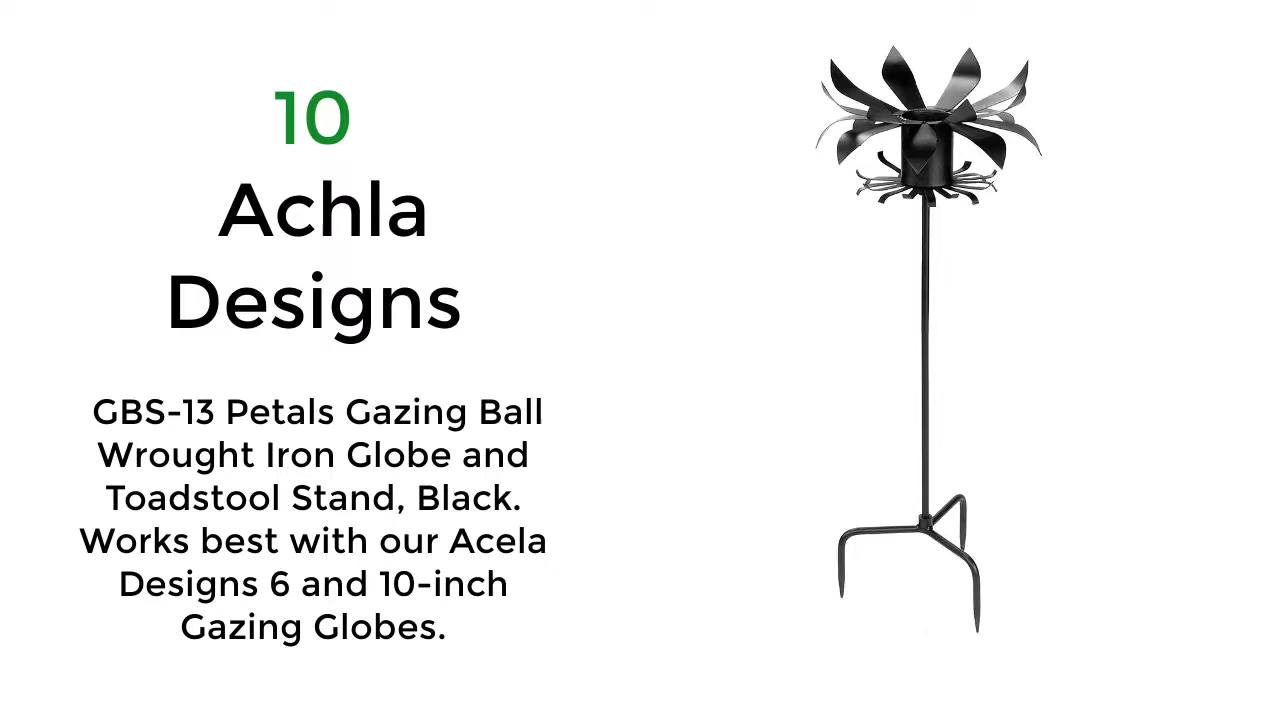 10
Achla
Designs
GBS-13 Petals Gazing Ball
Wrought Iron Globe and
Toadstool Stand, Black.
Works best with our Acela
Designs 6 and 10-inch
Gazing Globes.